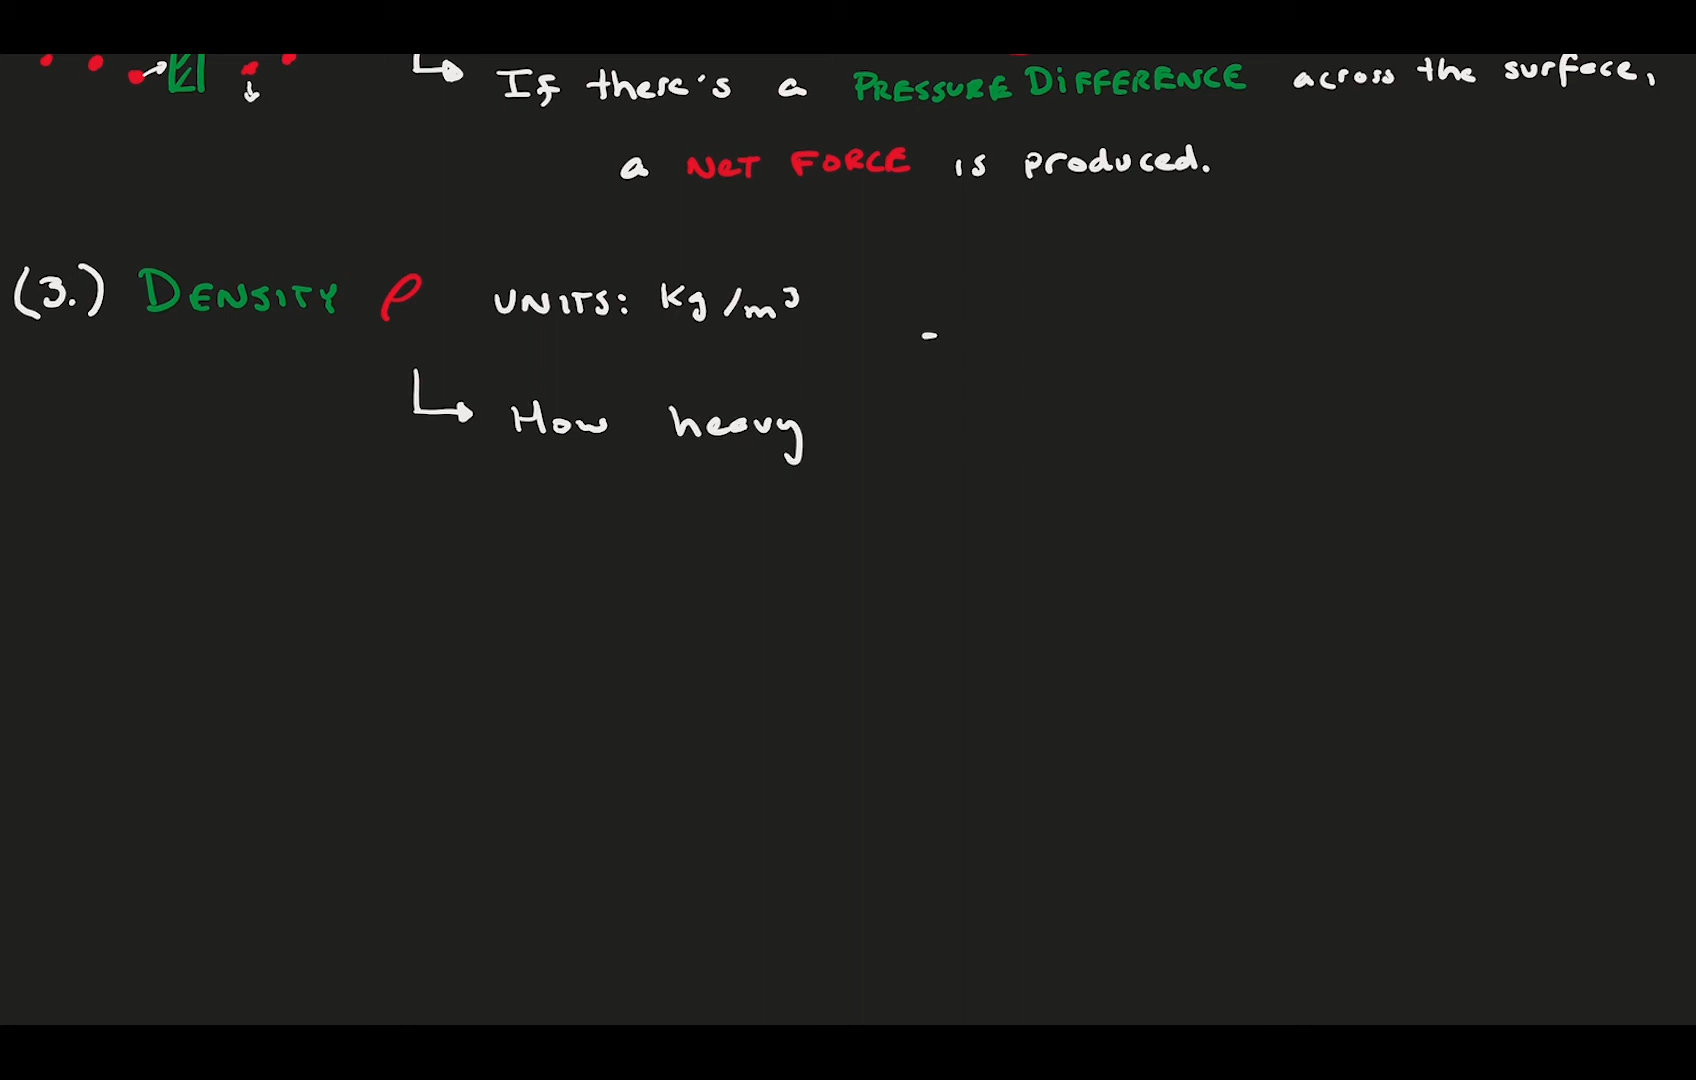 If there's a PRESSURE DIFFERENCE across the surface,
a NET FORCE is produced.
(3.) DENSITY ρ UNITS: kg/m³
How heavy